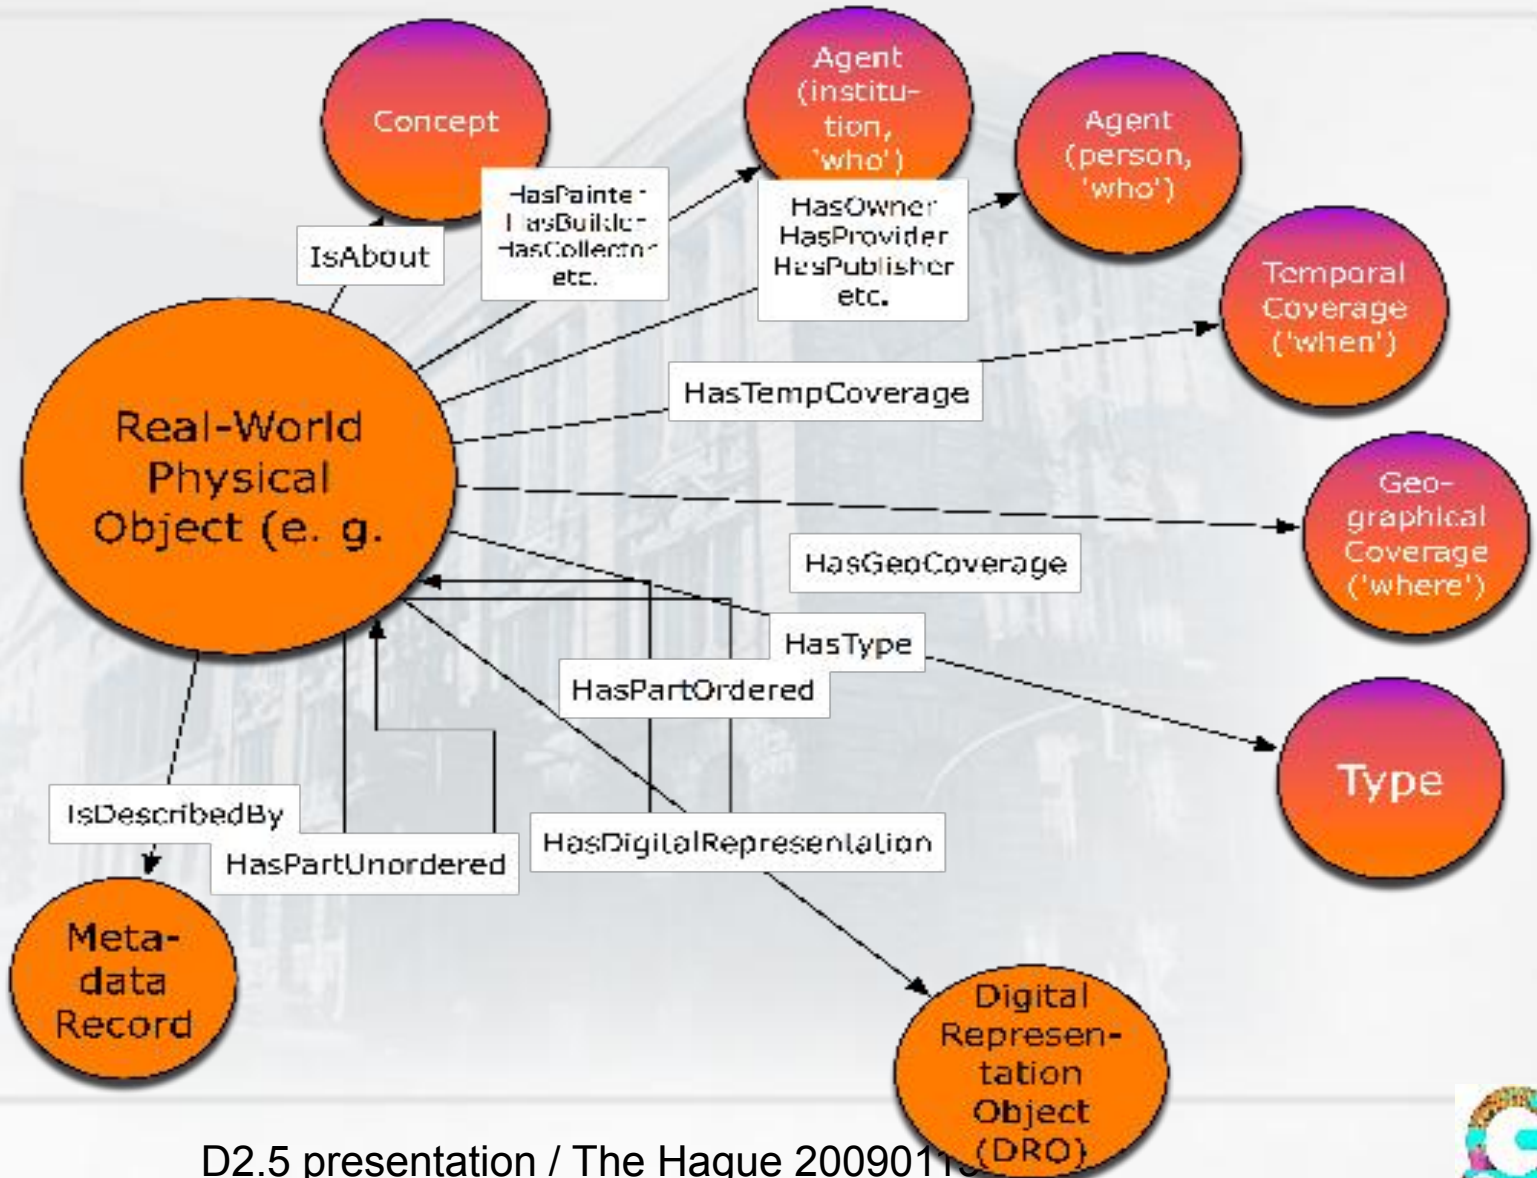 Concept
Agent
(institu-
tion,
'who')
Agent
(person,
'who')
HasPainter
HasBuilder
HasCollector
etc.
HasOwner
HasProvider
HasPublisher
etc.
IsAbout
Temporal
Coverage
('when')
HasTempCoverage
Real-World
Physical
Object (e. g.
Geo-
graphical
Coverage
('where')
HasGeoCoverage
HasType
HasPartOrdered
Type
IsDescribedBy
HasPartUnordered
HasDigitalRepresentation
Meta-
data
Record
Digital
Represen-
tation
Object
(DRO)
D2.5 presentation / The Hague